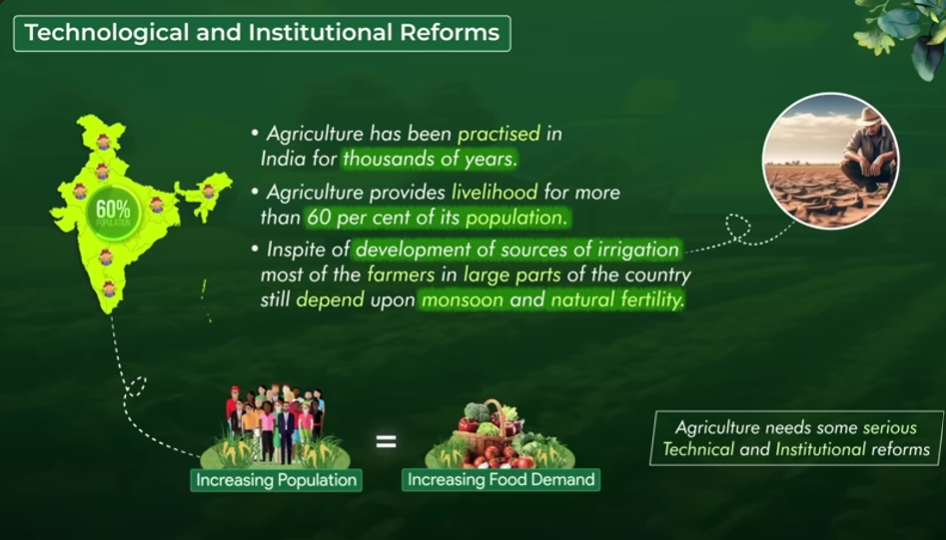 Technological and Institutional Reforms
• Agriculture has been practised in
India for thousands of years.
• Agriculture provides livelihood for more
than 60 per cent of its population.
• Inspite of development of sources of irrigation
most of the farmers in large parts of the country
still depend upon monsoon and natural fertility.
60%
POPULATION
=
Increasing Population
Increasing Food Demand
Agriculture needs some serious
Technical and Institutional reforms